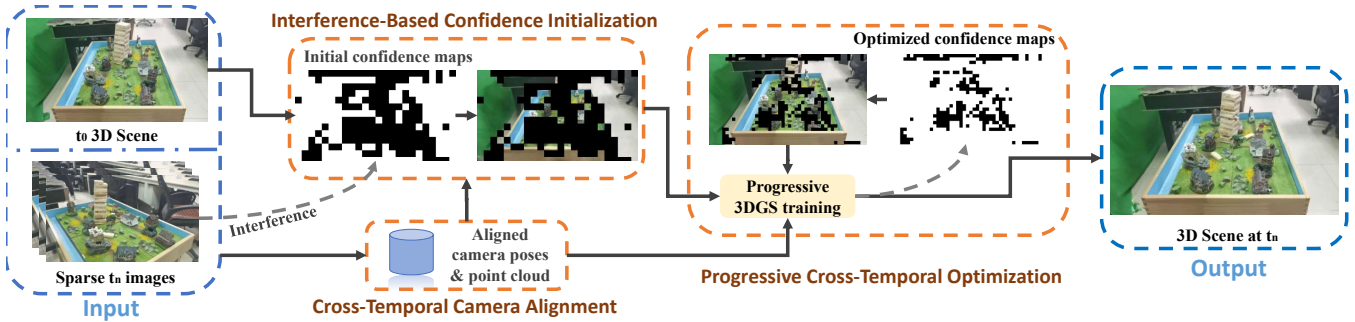 Interference-Based Confidence Initialization
Initial confidence maps
Optimized confidence maps
t0 3D Scene
Interference
Sparse tn images
Input
Aligned
camera poses
& point cloud
Cross-Temporal Camera Alignment
Progressive
3DGS training
Progressive Cross-Temporal Optimization
3D Scene at tn
Output